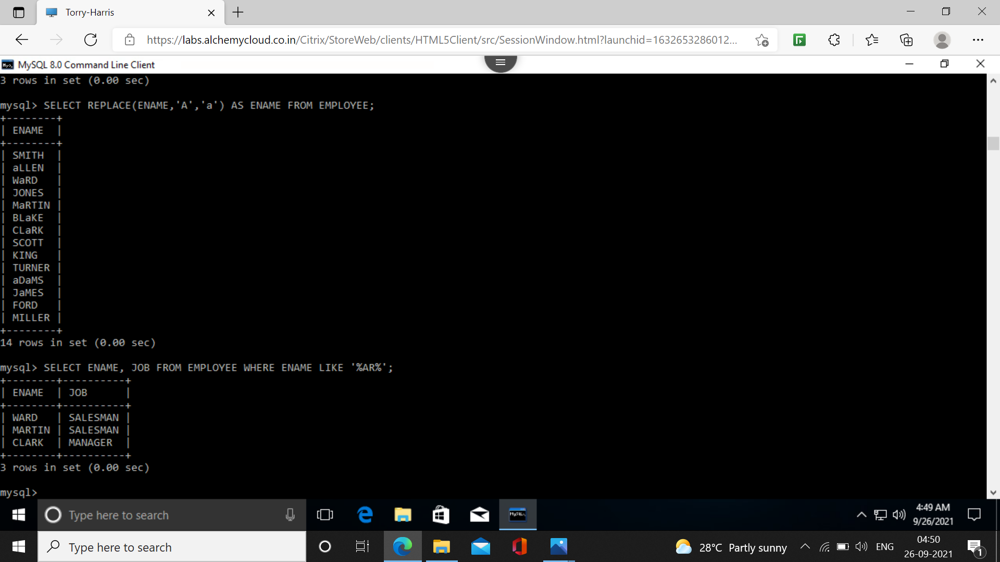 Torry-Harris
https://labs.alchemycloud.co.in/Citrix/StoreWeb/clients/HTML5Client/src/SessionWindow.html?launchid=1632653286012...
MySQL 8.0 Command Line Client
3 rows in set (0.00 sec)
mysql> SELECT REPLACE(ENAME,'A','a') AS ENAME FROM EMPLOYEE;
+--------+
| ENAME  |
+--------+
| SMITH  |
| aLLEN  |
| WaRD   |
| JONES  |
| MaRTIN |
| BLaKE  |
| CLaRK  |
| SCOTT  |
| KING   |
| TURNER |
| aDaMS  |
| JaMES  |
| FORD   |
| MILLER |
+--------+
14 rows in set (0.00 sec)
mysql> SELECT ENAME, JOB FROM EMPLOYEE WHERE ENAME LIKE '%AR%';
+--------+----------+
| ENAME  | JOB      |
+--------+----------+
| WARD   | SALESMAN |
| MARTIN | SALESMAN |
| CLARK  | MANAGER  |
+--------+----------+
3 rows in set (0.00 sec)
mysql>
Type here to search
4:49 AM
9/26/2021
Type here to search
28°C Partly sunny
ENG
04:50
26-09-2021
1